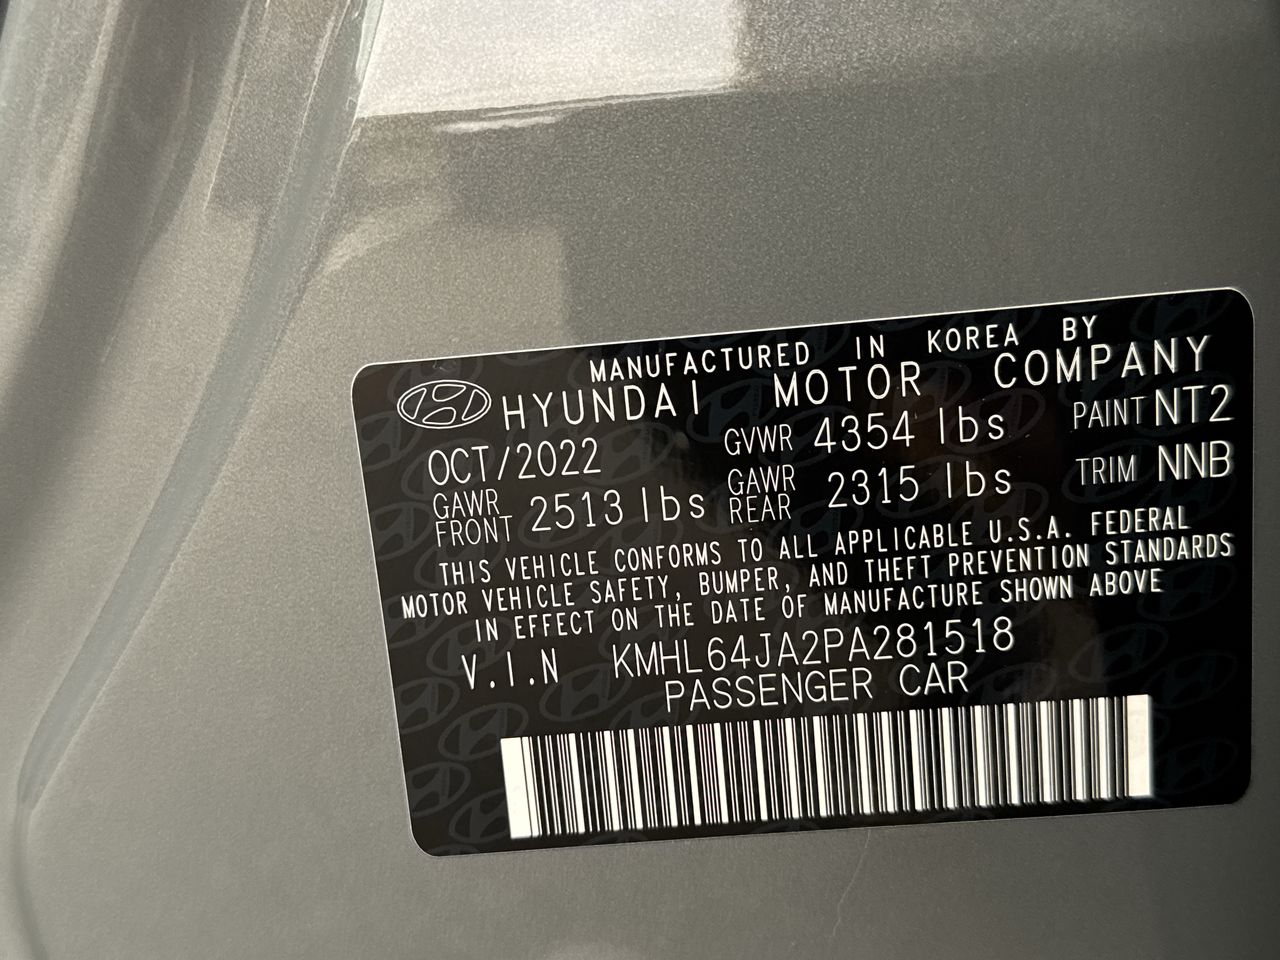 MANUFACTURED IN KOREA BY
HYUNDAI MOTOR COMPANY
OCT/2022 GVWR 4354 lbs PAINT NT2
GAWR FRONT 2513 lbs GAWR REAR 2315 lbs TRIM NNB
THIS VEHICLE CONFORMS TO ALL APPLICABLE U.S.A. FEDERAL
MOTOR VEHICLE SAFETY, BUMPER, AND THEFT PREVENTION STANDARDS
IN EFFECT ON THE DATE OF MANUFACTURE SHOWN ABOVE
V.I.N KMHL64JA2PA281518
PASSENGER CAR